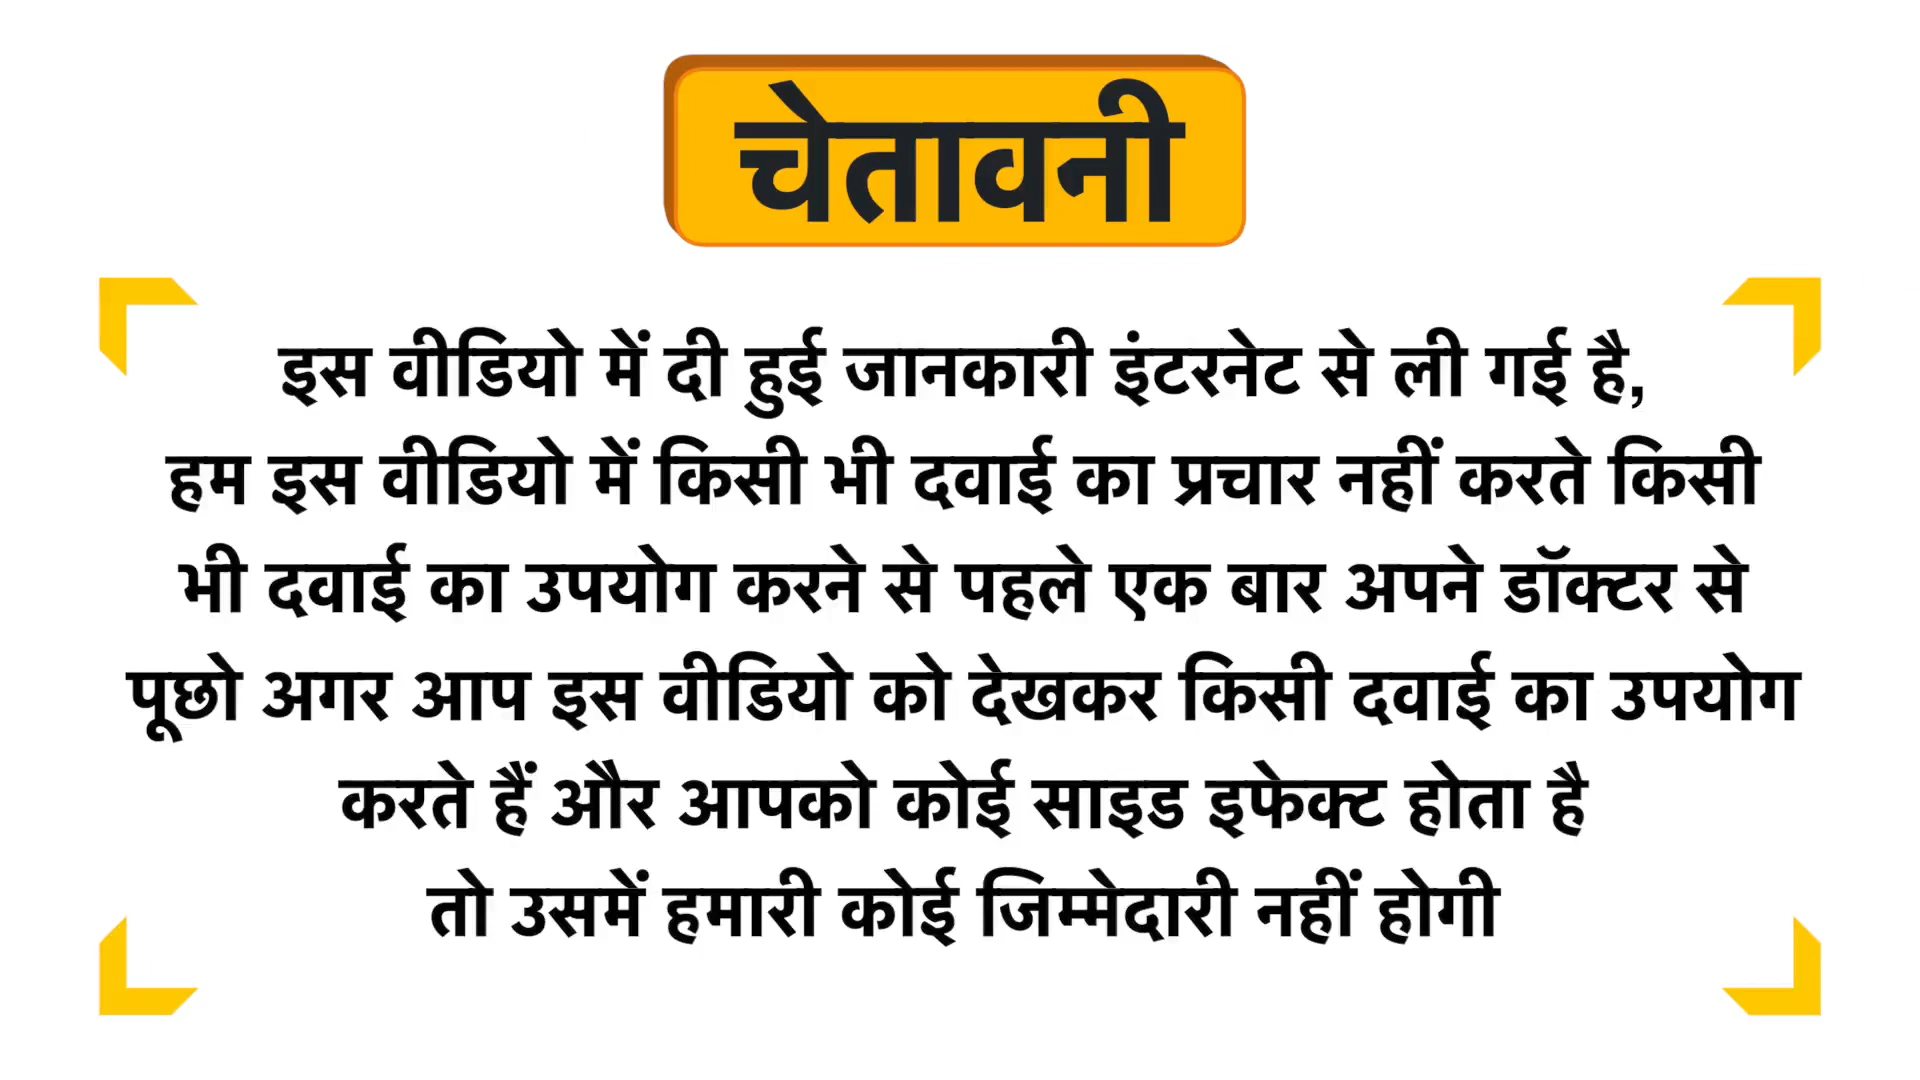 चेतावनी
इस वीडियो में दी हुई जानकारी इंटरनेट से ली गई है,
हम इस वीडियो में किसी भी दवाई का प्रचार नहीं करते किसी
भी दवाई का उपयोग करने से पहले एक बार अपने डॉक्टर से
पूछो अगर आप इस वीडियो को देखकर किसी दवाई का उपयोग
करते हैं और आपको कोई साइड इफेक्ट होता है
तो उसमें हमारी कोई जिम्मेदारी नहीं होगी